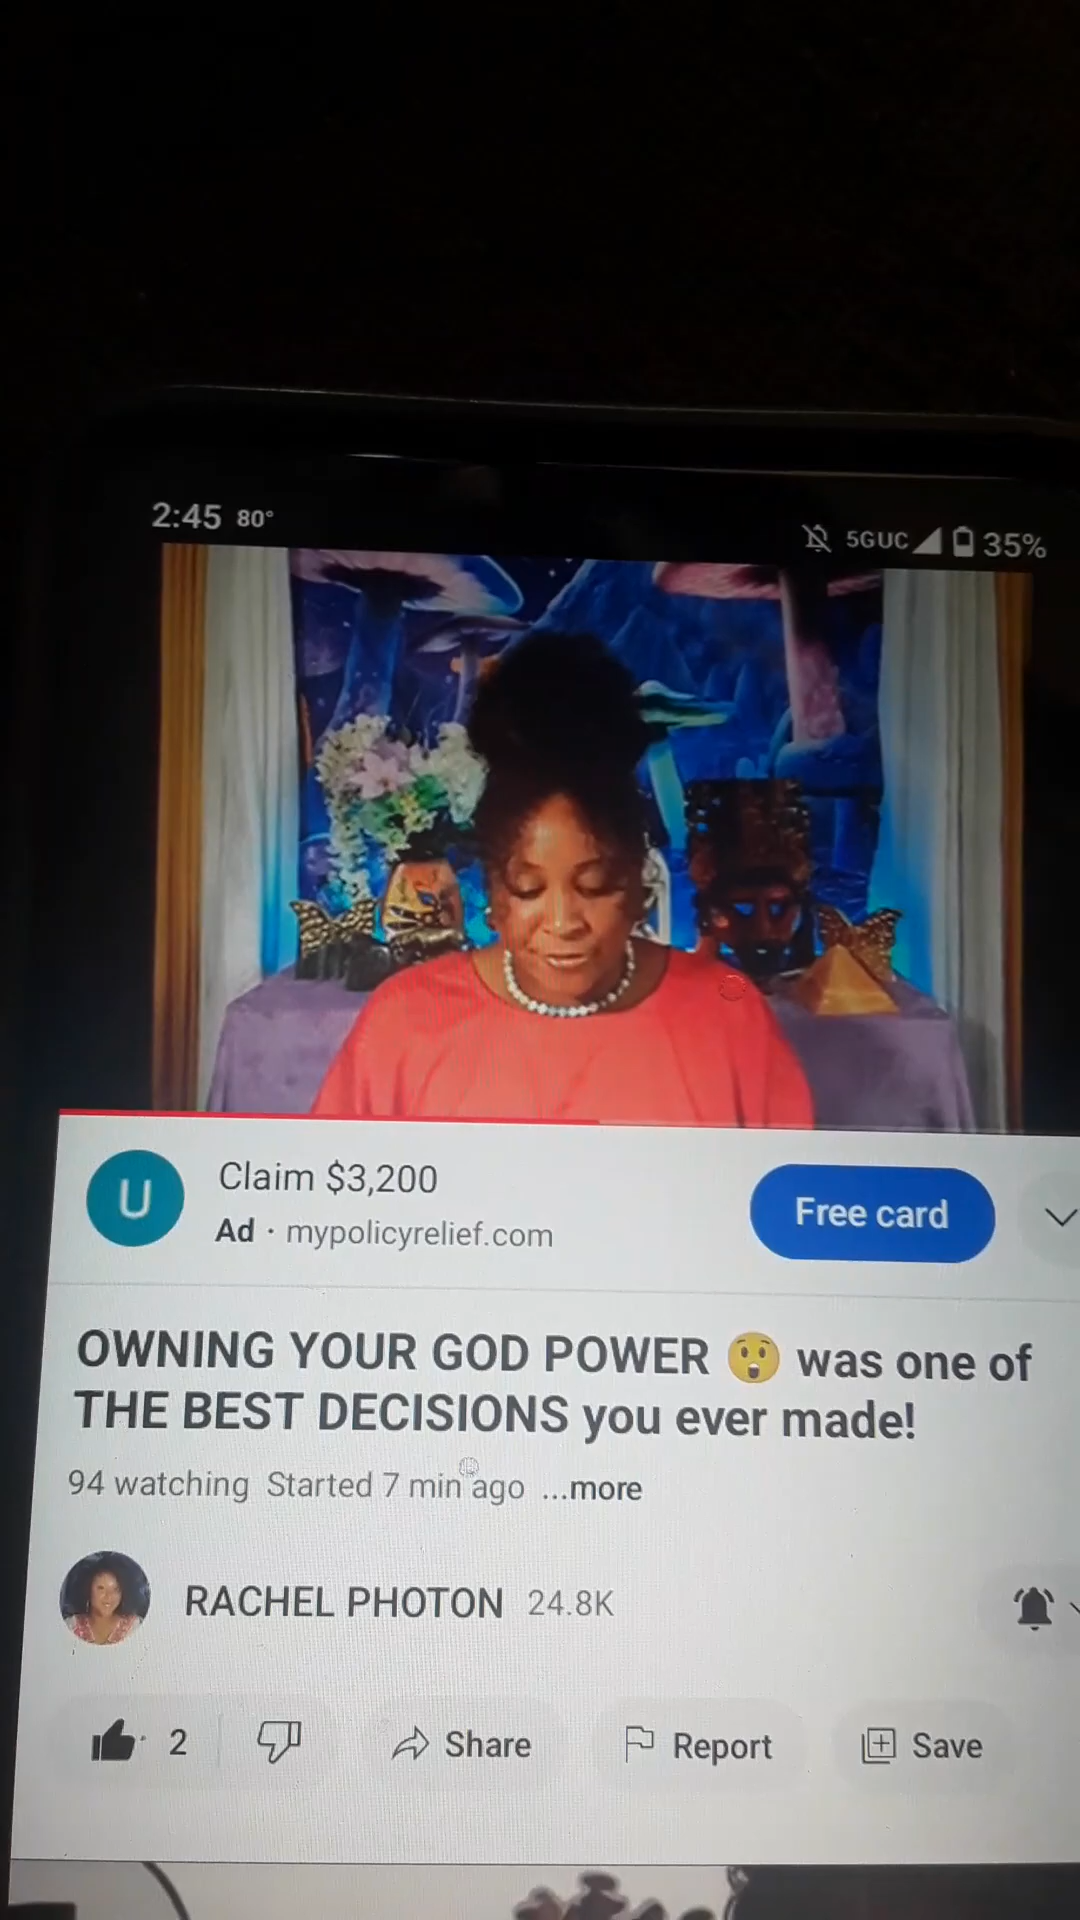 2:45 80° 5GUC 35%
U
Claim $3,200
Ad · mypolicyrelief.com
Free card
OWNING YOUR GOD POWER 😲 was one of
THE BEST DECISIONS you ever made!
94 watching Started 7 min ago ...more
RACHEL PHOTON 24.8K
2 Share Report Save